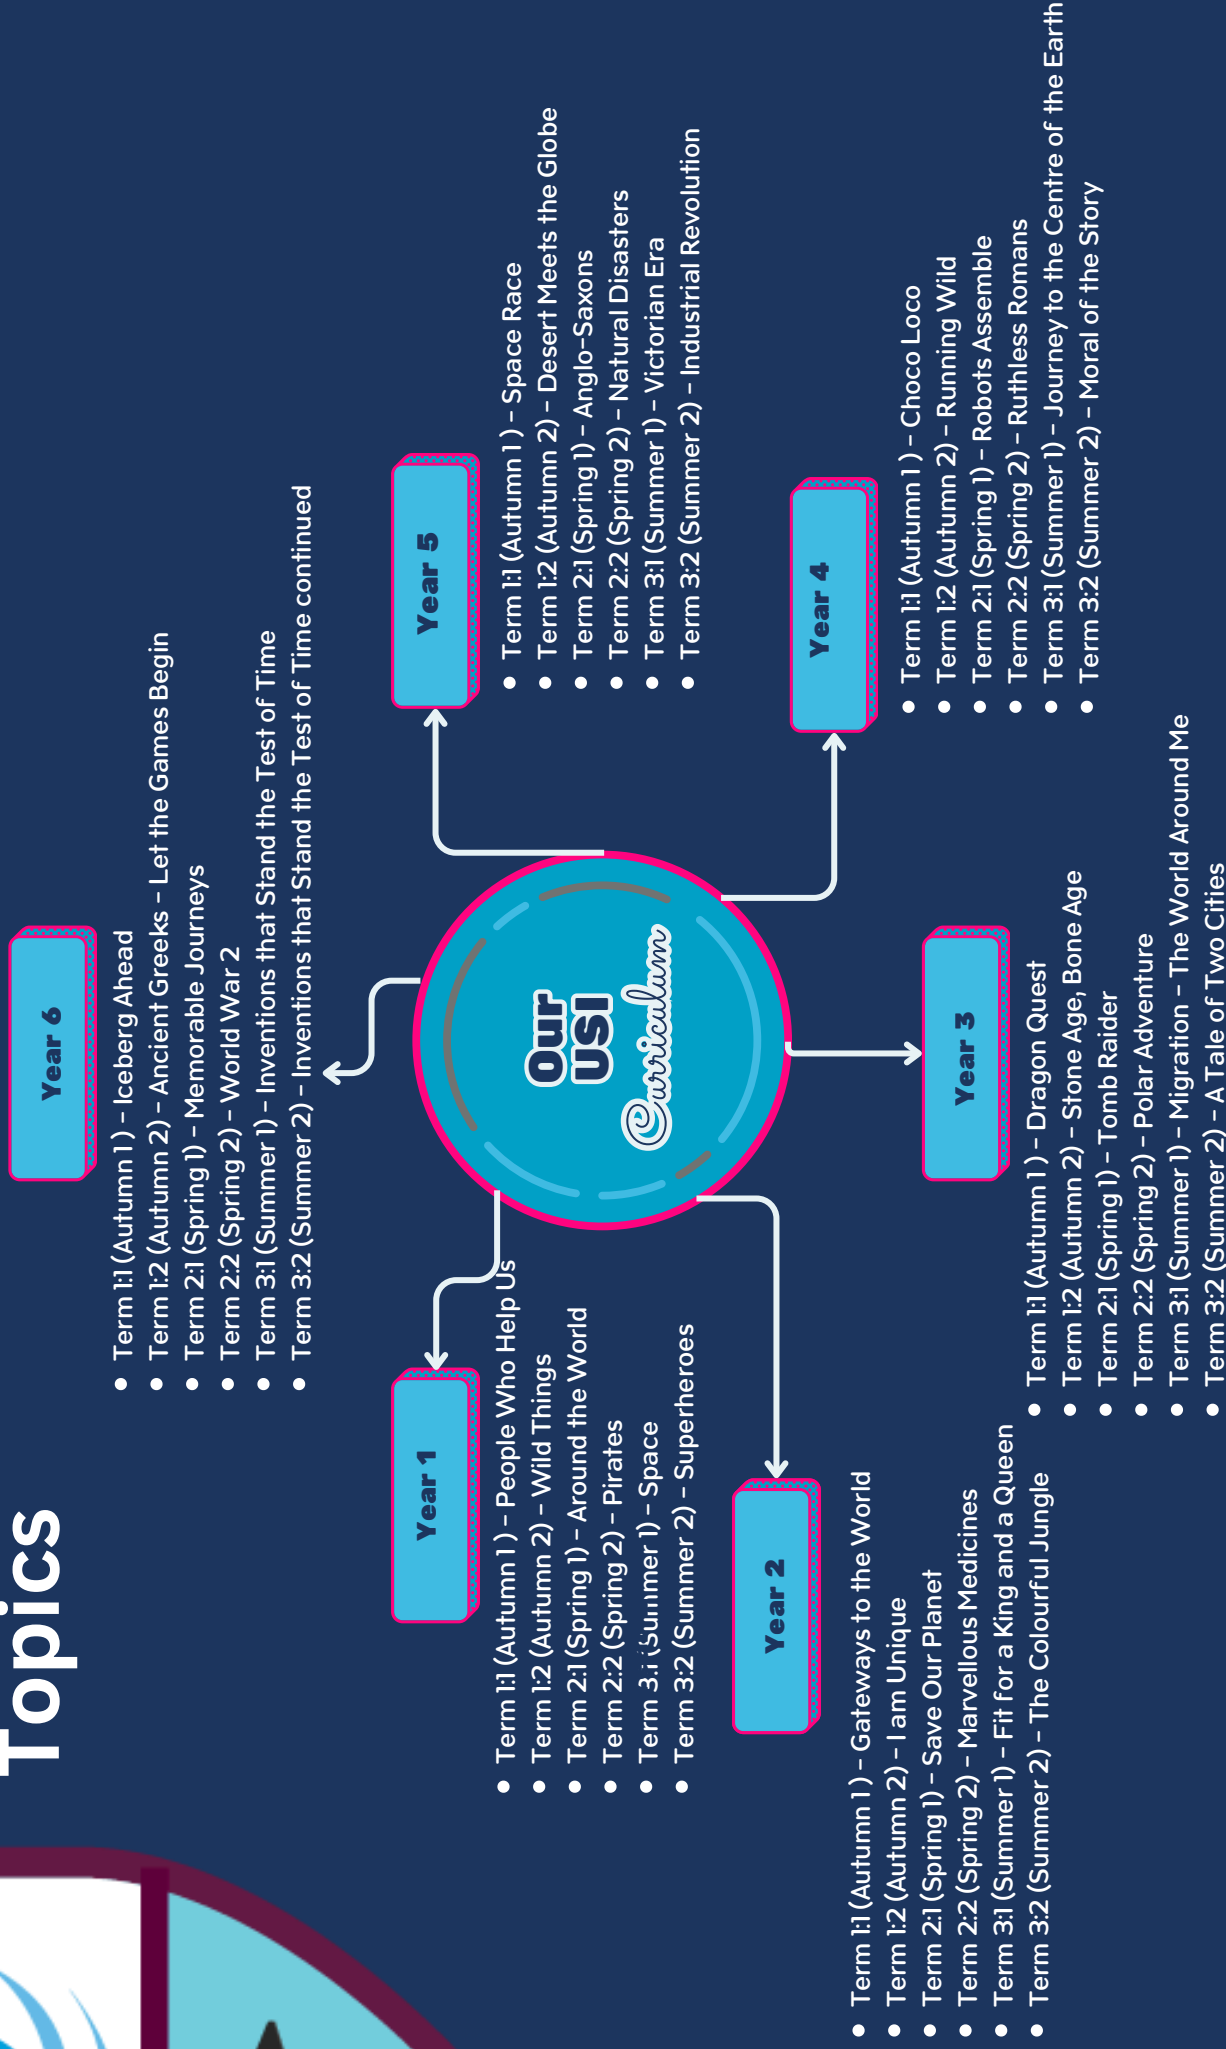 Topics
Our
USI
Curriculum
Year 1
Term 1:1 (Autumn 1 ) – People Who Help Us
Term 1:2 (Autumn 2) – Wild Things
Term 2:1 (Spring 1) – Around the World
Term 2:2 (Spring 2) – Pirates
Term 3:1 (Summer 1) – Space
Term 3:2 (Summer 2) – Superheroes
Year 2
Term 1:1 (Autumn 1 ) – Gateways to the World
Term 1:2 (Autumn 2) – I am Unique
Term 2:1 (Spring 1) – Save Our Planet
Term 2:2 (Spring 2) – Marvellous Medicines
Term 3:1 (Summer 1) – Fit for a King and a Queen
Term 3:2 (Summer 2) – The Colourful Jungle
Year 3
Term 1:1 (Autumn 1 ) – Dragon Quest
Term 1:2 (Autumn 2) – Stone Age, Bone Age
Term 2:1 (Spring 1) – Tomb Raider
Term 2:2 (Spring 2) – Polar Adventure
Term 3:1 (Summer 1) – Migration – The World Around Me
Term 3:2 (Summer 2) – A Tale of Two Cities
Year 4
Term 1:1 (Autumn 1 ) – Choco Loco
Term 1:2 (Autumn 2) – Running Wild
Term 2:1 (Spring 1) – Robots Assemble
Term 2:2 (Spring 2) – Ruthless Romans
Term 3:1 (Summer 1) – Journey to the Centre of the Earth
Term 3:2 (Summer 2) – Moral of the Story
Year 5
Term 1:1 (Autumn 1 ) – Space Race
Term 1:2 (Autumn 2) – Desert Meets the Globe
Term 2:1 (Spring 1) – Anglo-Saxons
Term 2:2 (Spring 2) – Natural Disasters
Term 3:1 (Summer 1) – Victorian Era
Term 3:2 (Summer 2) – Industrial Revolution
Year 6
Term 1:1 (Autumn 1 ) – Iceberg Ahead
Term 1:2 (Autumn 2) – Ancient Greeks – Let the Games Begin
Term 2:1 (Spring 1) – Memorable Journeys
Term 2:2 (Spring 2) – World War 2
Term 3:1 (Summer 1) – Inventions that Stand the Test of Time
Term 3:2 (Summer 2) – Inventions that Stand the Test of Time continued